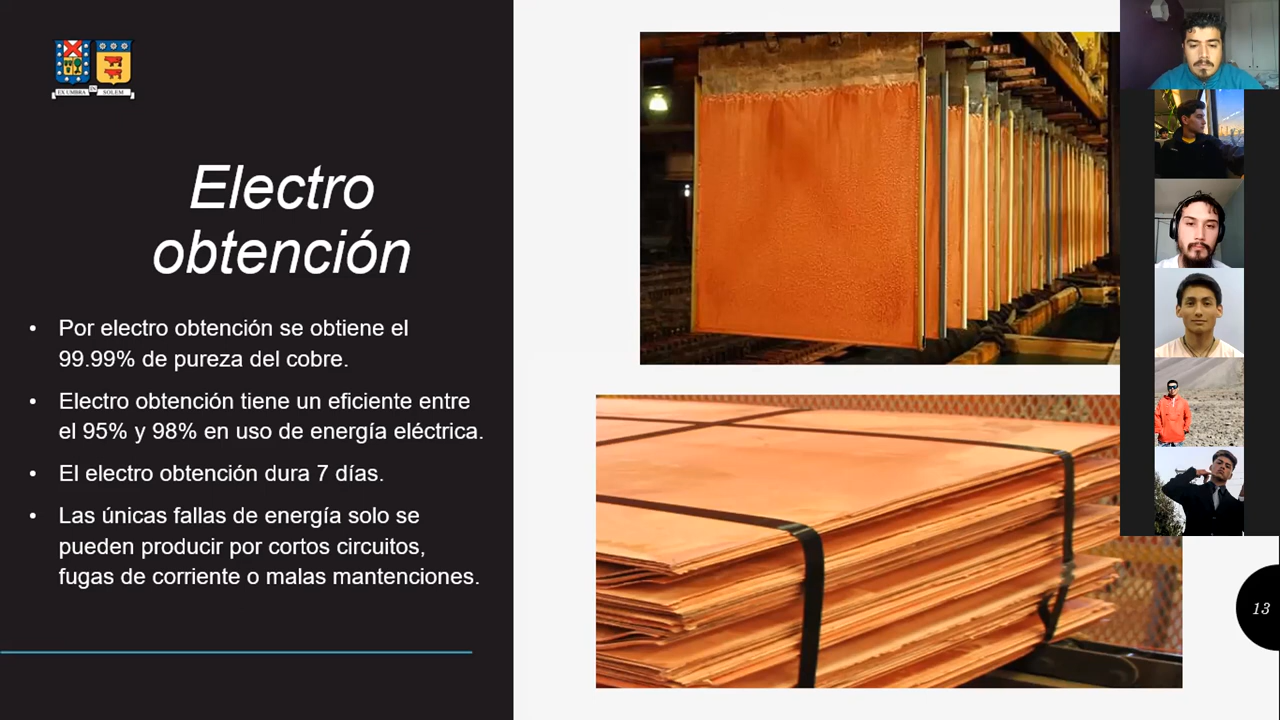 EX UMBRA IN SOLEM
Electro
obtención
• Por electro obtención se obtiene el
99.99% de pureza del cobre.
• Electro obtención tiene un eficiente entre
el 95% y 98% en uso de energía eléctrica.
• El electro obtención dura 7 días.
• Las únicas fallas de energía solo se
pueden producir por cortos circuitos,
fugas de corriente o malas mantenciones.
13